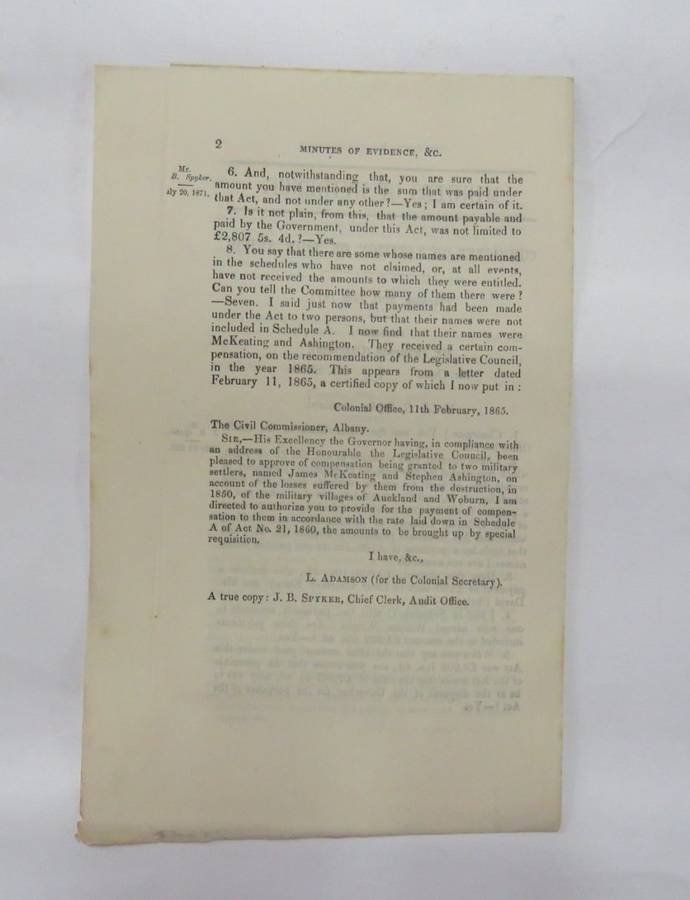 2
MINUTES OF EVIDENCE, &c.
Mr.
B. Spyker,
uly 20, 1871.
6. And, notwithstanding that, you are sure that the
amount you have mentioned is the sum that was paid under
that Act, and not under any other?—Yes; I am certain of it.
7. Is it not plain, from this, that the amount payable and
paid by the Government, under this Act, was not limited to
£2,807 5s. 4d.?—Yes.
8. You say that there are some whose names are mentioned
in the schedules who have not claimed, or, at all events,
have not received the amounts to which they were entitled.
Can you tell the Committee how many of them there were?
—Seven. I said just now that payments had been made
under the Act to two persons, but that their names were not
included in Schedule A. I now find that their names were
McKeating and Ashington. They received a certain com-
pensation, on the recommendation of the Legislative Council,
in the year 1865. This appears from a letter dated
February 11, 1865, a certified copy of which I now put in:
Colonial Office, 11th February, 1865.
The Civil Commissioner, Albany.
SIR,—His Excellency the Governor having, in compliance with
an address of the Honourable the Legislative Council, been
pleased to approve of compensation being granted to two military
settlers, named James McKeating and Stephen Ashington, on
account of the losses suffered by them from the destruction, in
1850, of the military villages of Auckland and Woburn, I am
directed to authorize you to provide for the payment of compen-
sation to them in accordance with the rate laid down in Schedule
A of Act No. 21, 1860, the amounts to be brought up by special
requisition.
I have, &c.,
L. ADAMSON (for the Colonial Secretary).
A true copy: J. B. SPYKER, Chief Clerk, Audit Office.